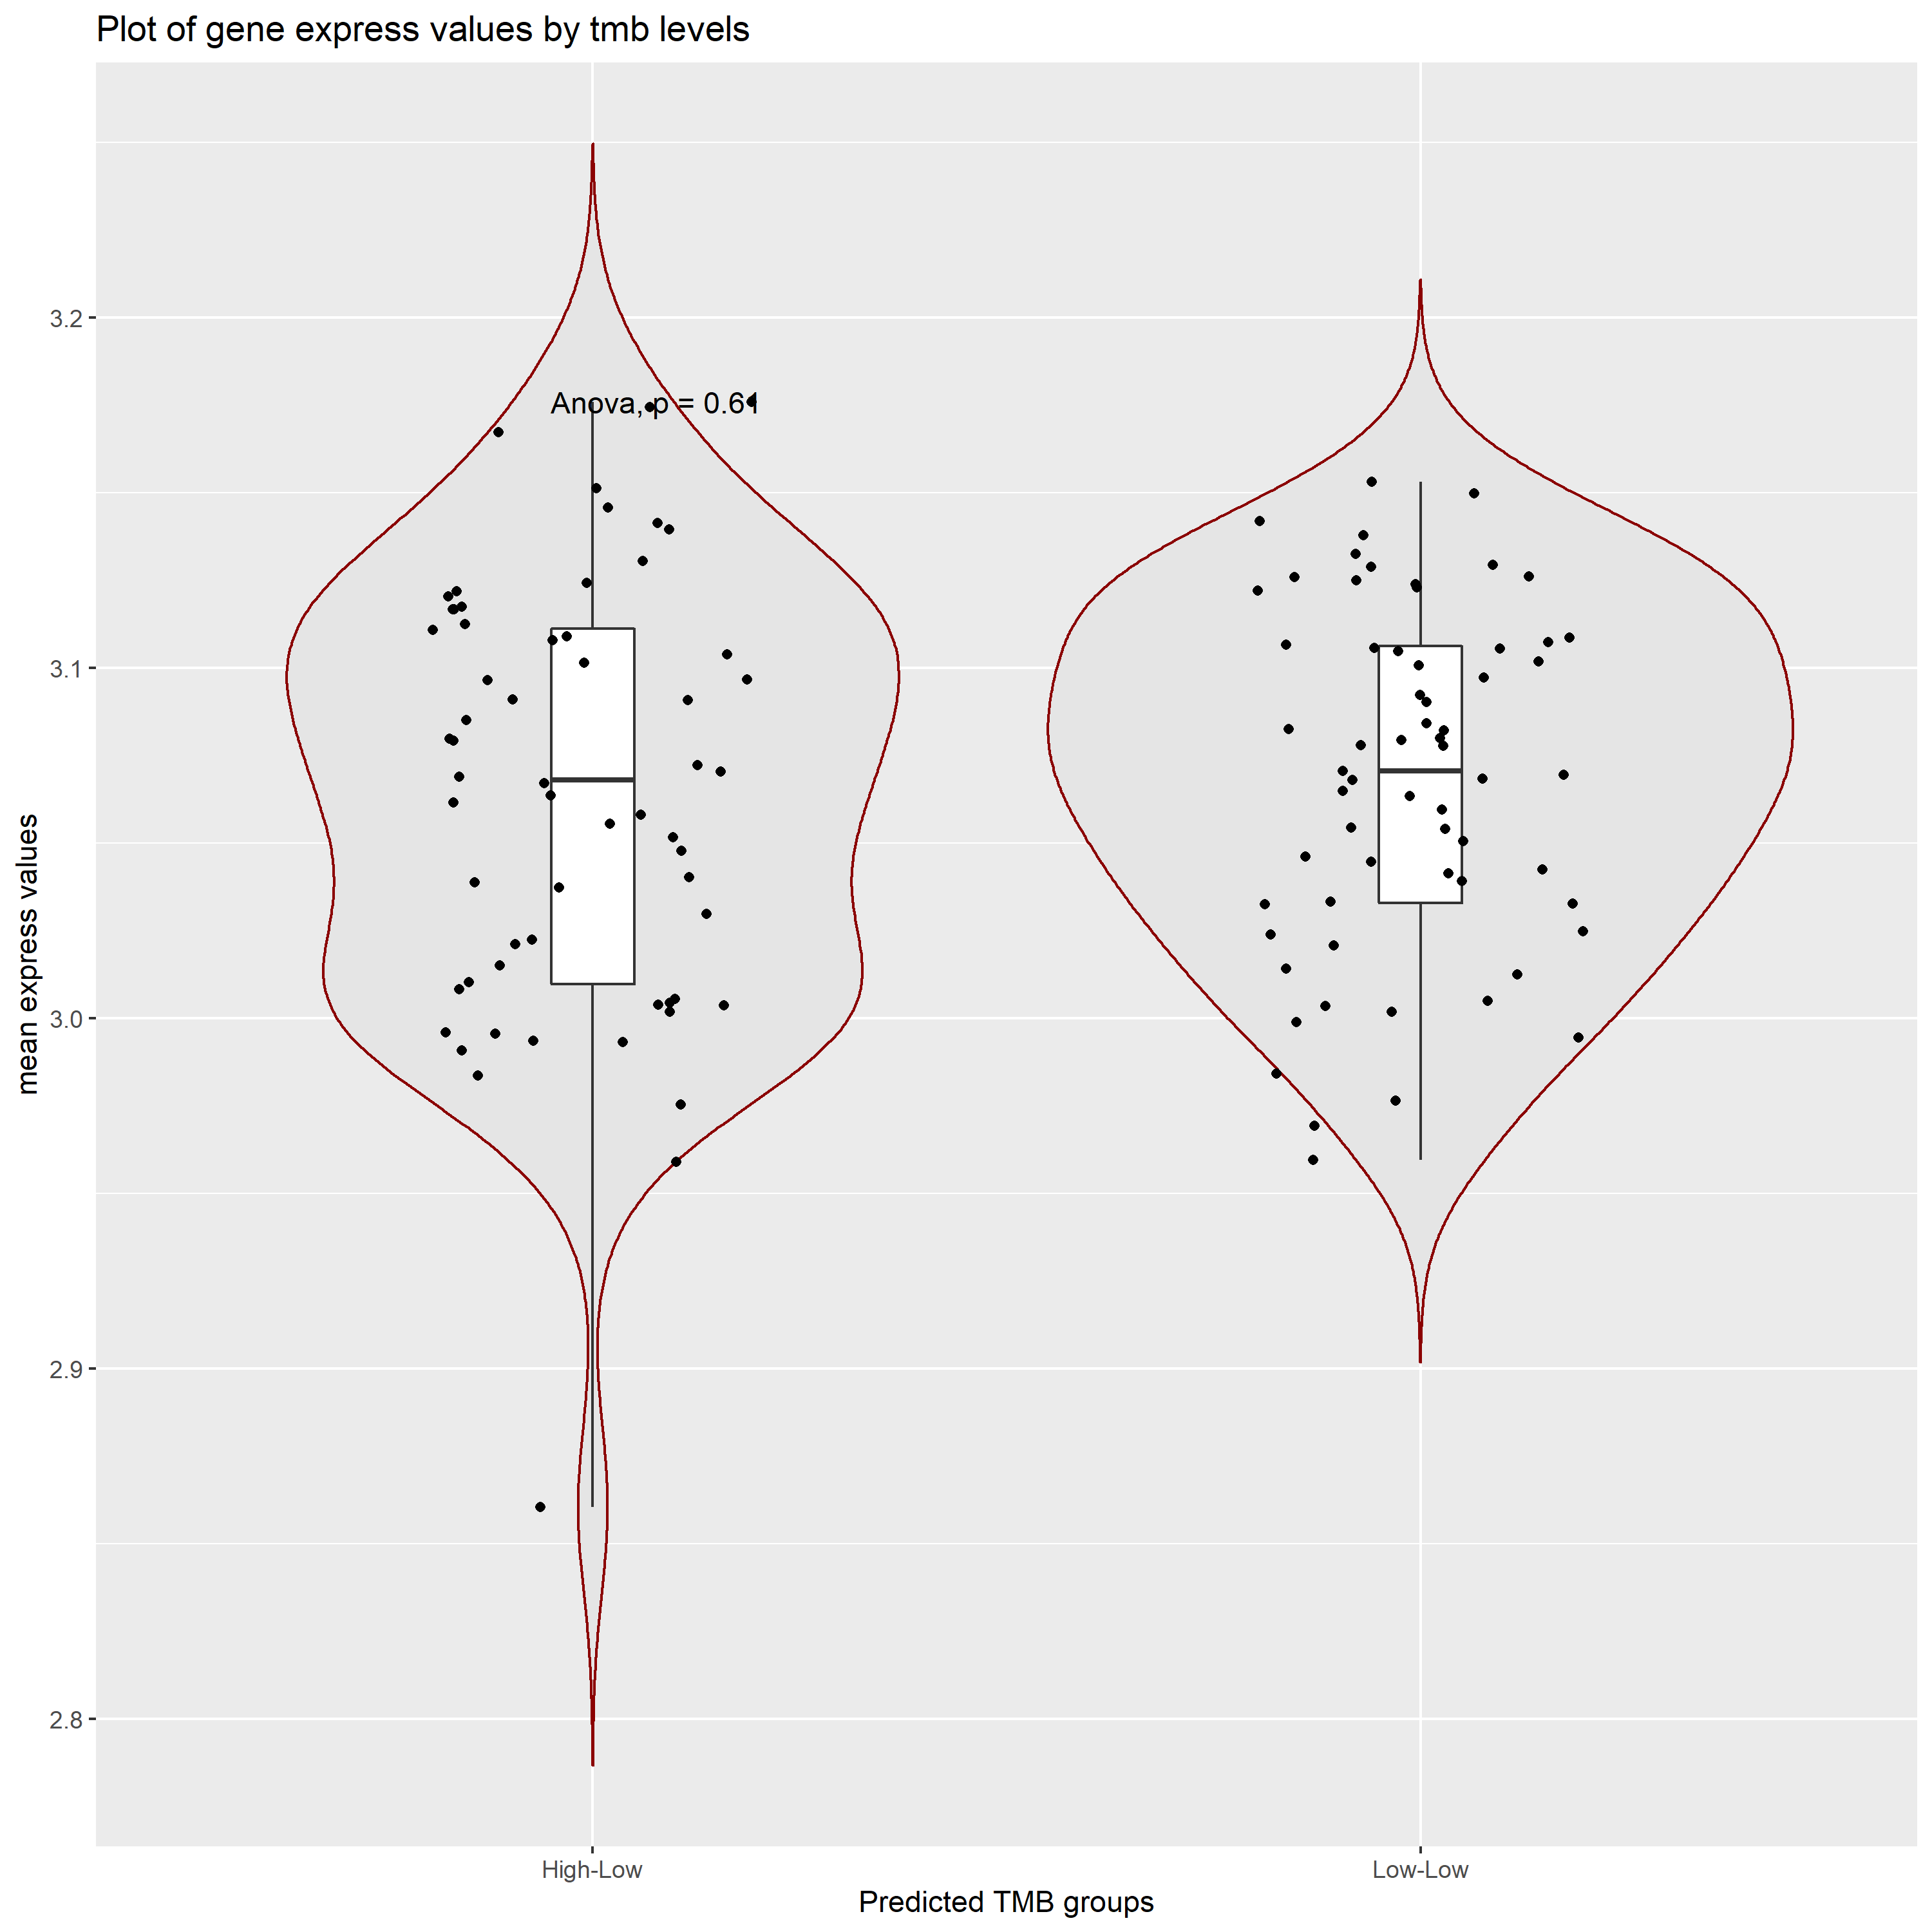 Plot of gene express values by tmb levels
Anova, p = 0.61
3.2
3.1
3.0
2.9
2.8
mean express values
High-Low
Low-Low
Predicted TMB groups